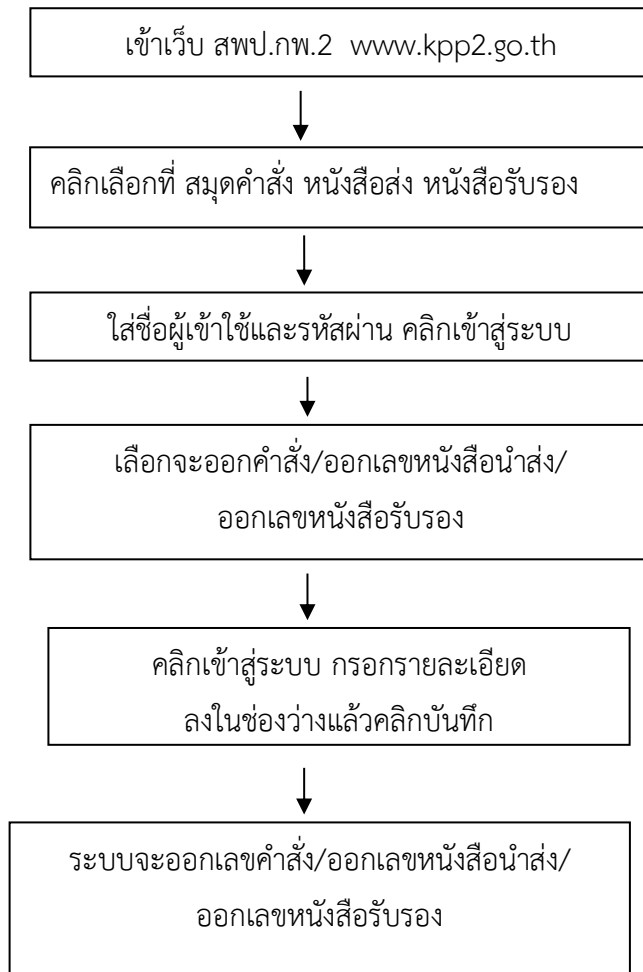 เข้าเว็บ สพป.กพ.2 www.kpp2.go.th
คลิกเลือกที่ สมุดคำสั่ง หนังสือส่ง หนังสือรับรอง
ใส่ชื่อผู้เข้าใช้และรหัสผ่าน คลิกเข้าสู่ระบบ
เลือกจะออกคำสั่ง/ออกเลขหนังสือนำส่ง/
ออกเลขหนังสือรับรอง
คลิกเข้าสู่ระบบ กรอกรายละเอียด
ลงในช่องว่างแล้วคลิกบันทึก
ระบบจะออกเลขคำสั่ง/ออกเลขหนังสือนำส่ง/
ออกเลขหนังสือรับรอง